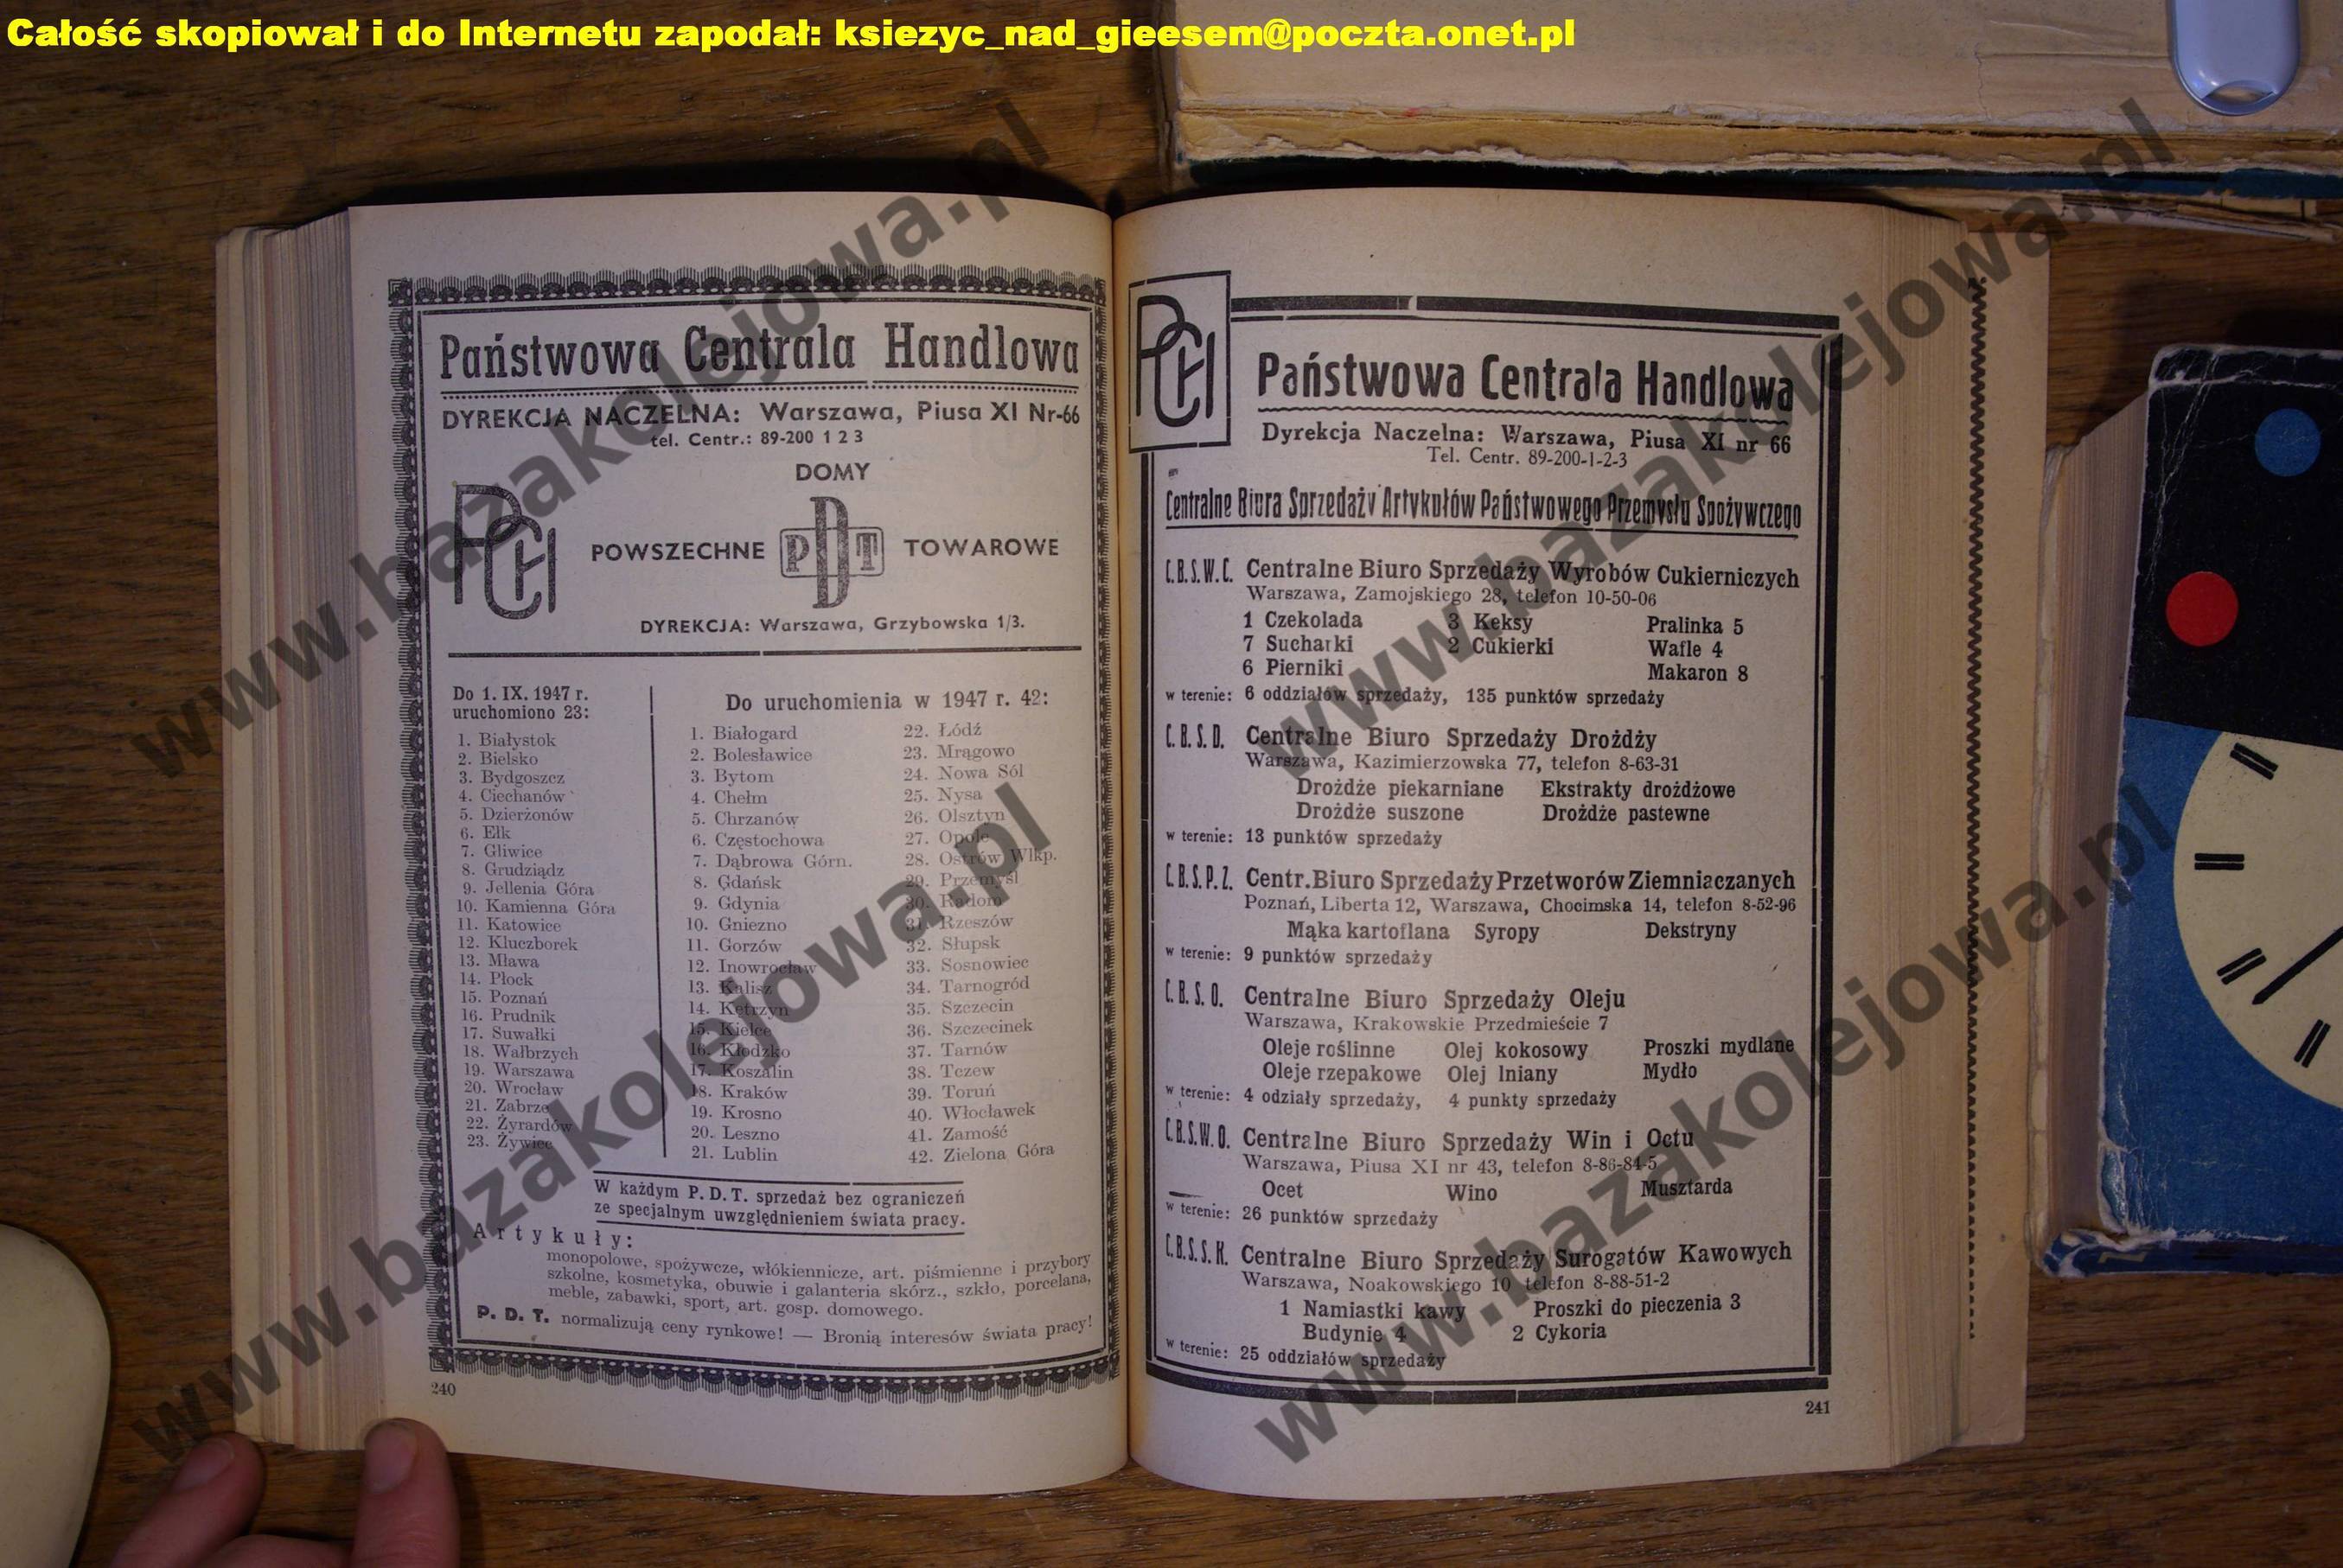 Całość skopiował i do Internetu zapodał: ksiezyc_nad_gieesem@poczta.onet.pl
Państwowa Centrala Handlowa
DYREKCJA NACZELNA: Warszawa, Piusa XI Nr-66
tel. Centr.: 89-200 1 2 3
PCH
DOMY
POWSZECHNE PDT TOWAROWE
DYREKCJA: Warszawa, Grzybowska 1/3.
Do 1. IX. 1947 r.
uruchomiono 23:
1. Białystok
2. Bielsko
3. Bydgoszcz
4. Ciechanów
5. Dzierżonów
6. Ełk
7. Gliwice
8. Grudziądz
9. Jellenia Góra
10. Kamienna Góra
11. Katowice
12. Kluczborek
13. Mława
14. Płock
15. Poznań
16. Prudnik
17. Suwałki
18. Wałbrzych
19. Warszawa
20. Wrocław
21. Zabrze
22. Żyrardów
23. Żywiec
Do uruchomienia w 1947 r. 42:
1. Białogard
2. Bolesławice
3. Bytom
4. Chełm
5. Chrzanów
6. Częstochowa
7. Dąbrowa Górn.
8. Gdańsk
9. Gdynia
10. Gniezno
11. Gorzów
12. Inowrocław
13. Kalisz
14. Kętrzyn
15. Kielce
16. Kłodzko
17. Koszalin
18. Kraków
19. Krosno
20. Leszno
21. Lublin
22. Łódź
23. Mrągowo
24. Nowa Sól
25. Nysa
26. Olsztyn
27. Opole
28. Ostrów Wlkp.
29. Przemyśl
30. Radom
31. Rzeszów
32. Słupsk
33. Sosnowiec
34. Tarnogród
35. Szczecin
36. Szczecinek
37. Tarnów
38. Tczew
39. Toruń
40. Włocławek
41. Zamość
42. Zielona Góra
W każdym P. D. T. sprzedaż bez ograniczeń
ze specjalnym uwzględnieniem świata pracy.
Artykuły:
monopolowe, spożywcze, włókiennicze, art. piśmienne i przybory
szkolne, kosmetyka, obuwie i galanteria skórz., szkło, porcelana,
meble, zabawki, sport, art. gosp. domowego.
P. D. T. normalizują ceny rynkowe! — Bronią interesów świata pracy!
240
PCH
Państwowa Centrala Handlowa
Dyrekcja Naczelna: Warszawa, Piusa XI nr 66
Tel. Centr. 89-200-1-2-3
Centralne Biura Sprzedaży Artykułów Państwowego Przemysłu Spożywczego
C.B.S.W.C. Centralne Biuro Sprzedaży Wyrobów Cukierniczych
Warszawa, Zamojskiego 28, telefon 10-50-06
1 Czekolada 3 Keksy Pralinka 5
7 Sucharki 2 Cukierki Wafle 4
6 Pierniki Makaron 8
w terenie: 6 oddziałów sprzedaży, 135 punktów sprzedaży
C.B.S.D. Centralne Biuro Sprzedaży Drożdży
Warszawa, Kazimierzowska 77, telefon 8-63-31
Drożdże piekarniane Ekstrakty drożdżowe
Drożdże suszone Drożdże pastewne
w terenie: 13 punktów sprzedaży
C.B.S.P.Z. Centr. Biuro Sprzedaży Przetworów Ziemniaczanych
Poznań, Liberta 12, Warszawa, Chocimska 14, telefon 8-52-96
Mąka kartoflana Syropy Dekstryny
w terenie: 9 punktów sprzedaży
C.B.S.O. Centralne Biuro Sprzedaży Oleju
Warszawa, Krakowskie Przedmieście 7
Oleje roślinne Olej kokosowy Proszki mydlane
Oleje rzepakowe Olej lniany Mydło
w terenie: 4 odziały sprzedaży, 4 punkty sprzedaży
C.B.S.W.O. Centralne Biuro Sprzedaży Win i Octu
Warszawa, Piusa XI nr 43, telefon 8-86-84-5
Ocet Wino Musztarda
w terenie: 26 punktów sprzedaży
C.B.S.S.K. Centralne Biuro Sprzedaży Surogatów Kawowych
Warszawa, Noakowskiego 10 telefon 8-88-51-2
1 Namiastki kawy Proszki do pieczenia 3
Budynie 4 2 Cykoria
w terenie: 25 oddziałów sprzedaży
241
www.bazakolejowa.pl
www.bazakolejowa.pl
www.bazakolejowa.pl
www.bazakolejowa.pl